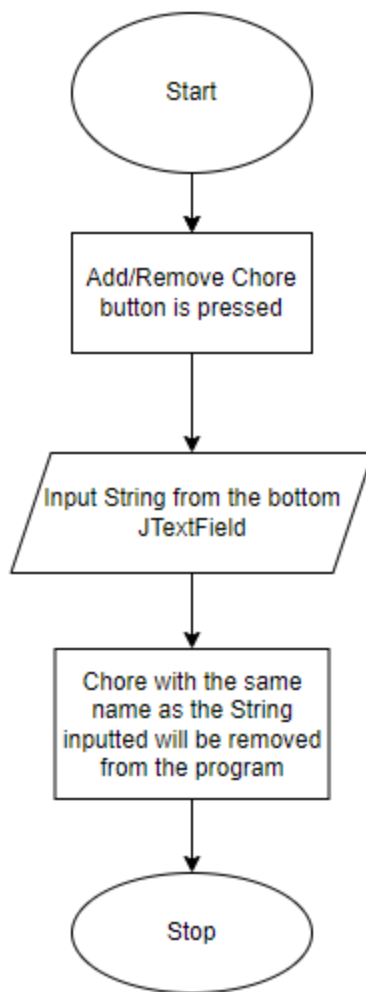 Start
Add/Remove Chore
button is pressed
Input String from the bottom
JTextField
Chore with the same
name as the String
inputted will be removed
from the program
Stop